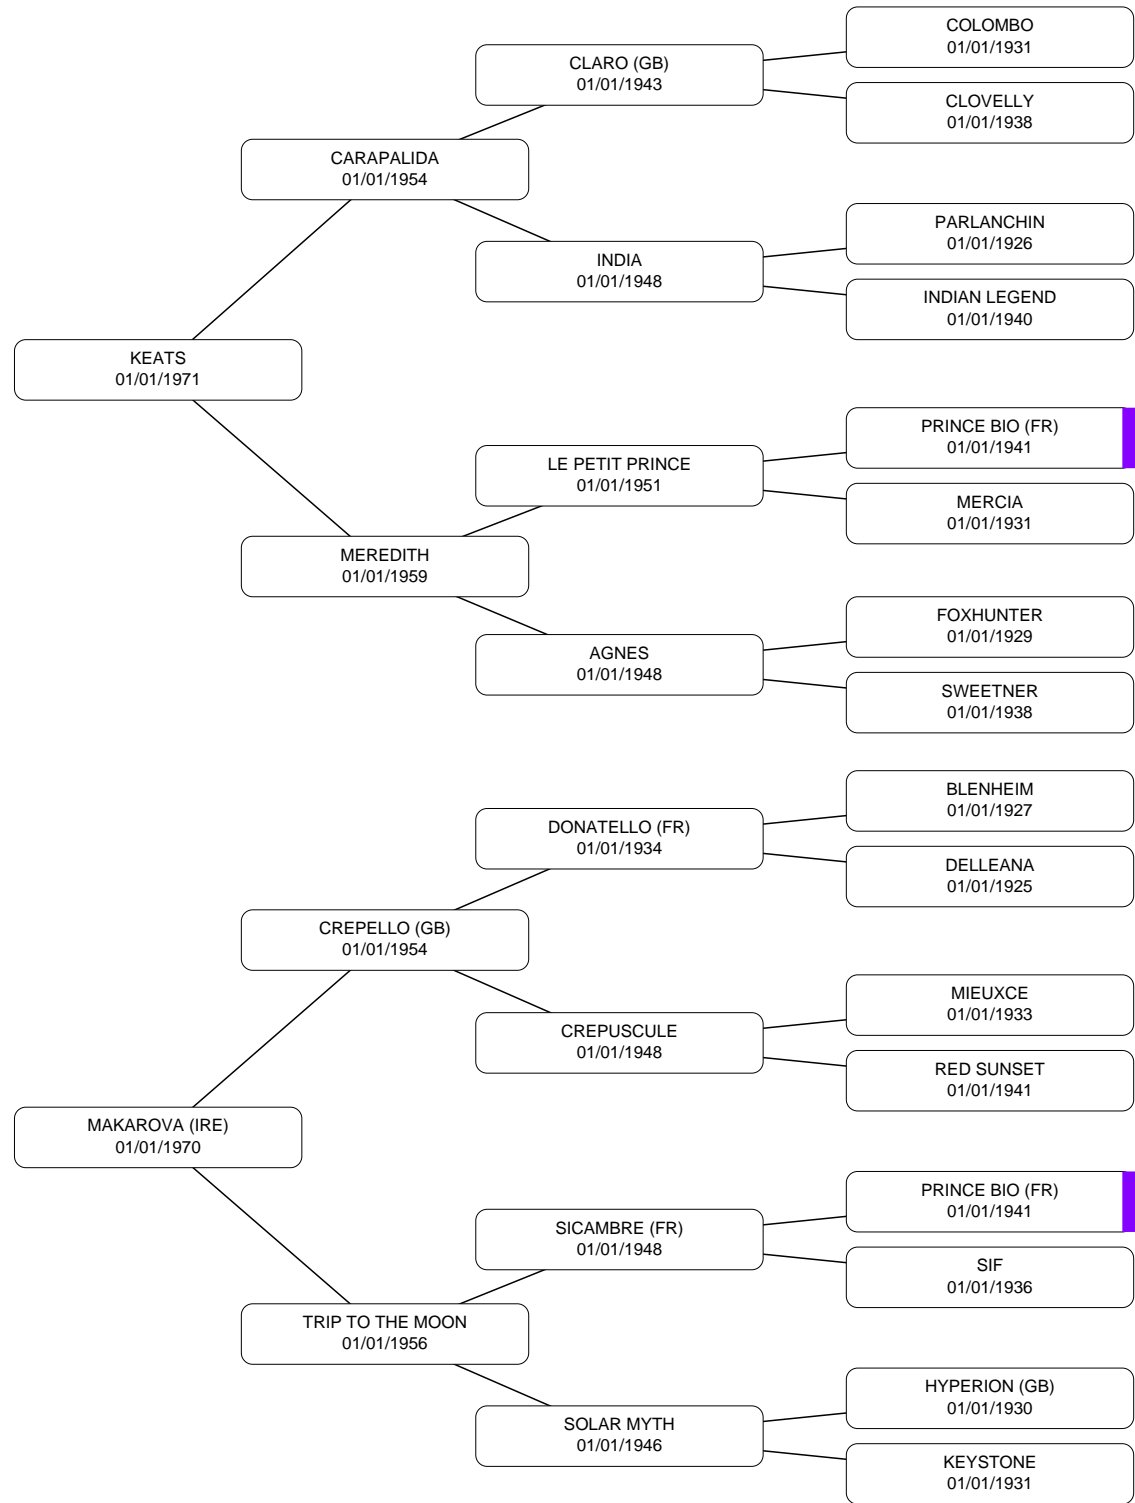 COLOMBO
01/01/1931
CLARO (GB)
01/01/1943
CLOVELLY
01/01/1938
CARAPALIDA
01/01/1954
PARLANCHIN
01/01/1926
INDIA
01/01/1948
INDIAN LEGEND
01/01/1940
KEATS
01/01/1971
PRINCE BIO (FR)
01/01/1941
LE PETIT PRINCE
01/01/1951
MERCIA
01/01/1931
MEREDITH
01/01/1959
FOXHUNTER
01/01/1929
AGNES
01/01/1948
SWEETNER
01/01/1938
BLENHEIM
01/01/1927
DONATELLO (FR)
01/01/1934
DELLEANA
01/01/1925
CREPELLO (GB)
01/01/1954
MIEUXCE
01/01/1933
CREPUSCULE
01/01/1948
RED SUNSET
01/01/1941
MAKAROVA (IRE)
01/01/1970
PRINCE BIO (FR)
01/01/1941
SICAMBRE (FR)
01/01/1948
SIF
01/01/1936
TRIP TO THE MOON
01/01/1956
HYPERION (GB)
01/01/1930
SOLAR MYTH
01/01/1946
KEYSTONE
01/01/1931